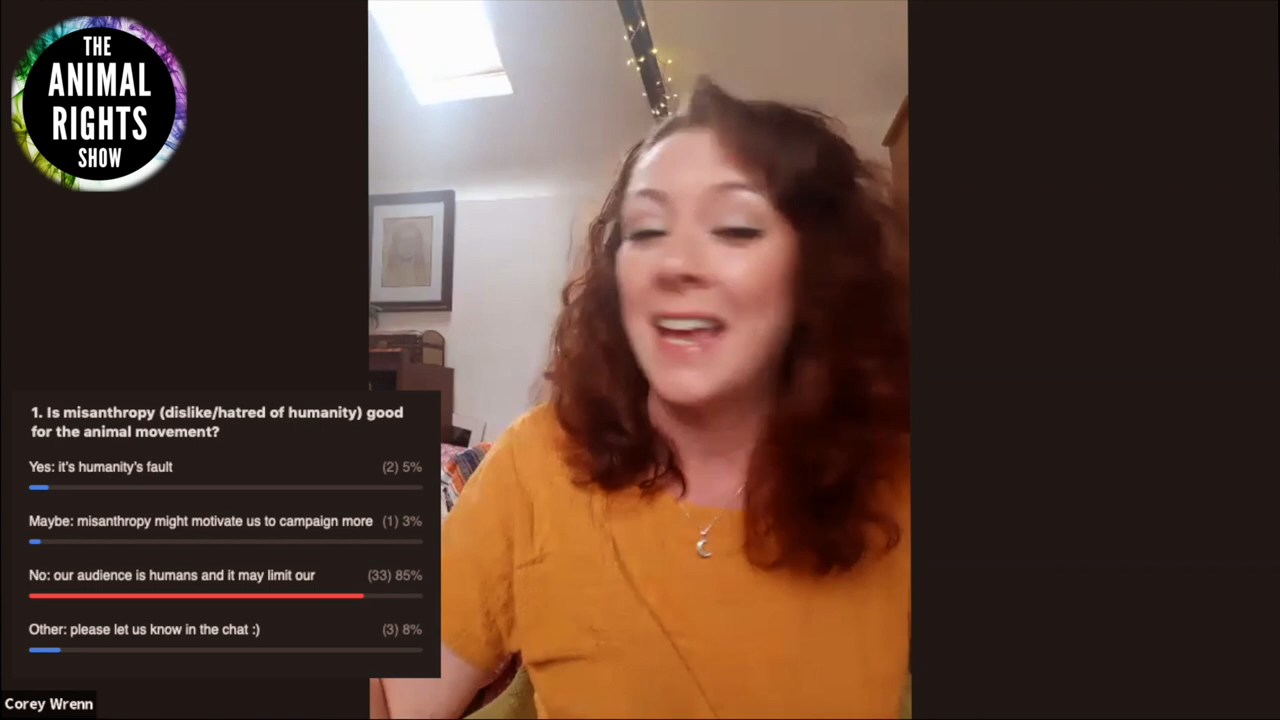 THE
ANIMAL
RIGHTS
SHOW
1. Is misanthropy (dislike/hatred of humanity) good
for the animal movement?
Yes: it's humanity's fault (2) 5%
Maybe: misanthropy might motivate us to campaign more (1) 3%
No: our audience is humans and it may limit our (33) 85%
Other: please let us know in the chat :) (3) 8%
Corey Wrenn